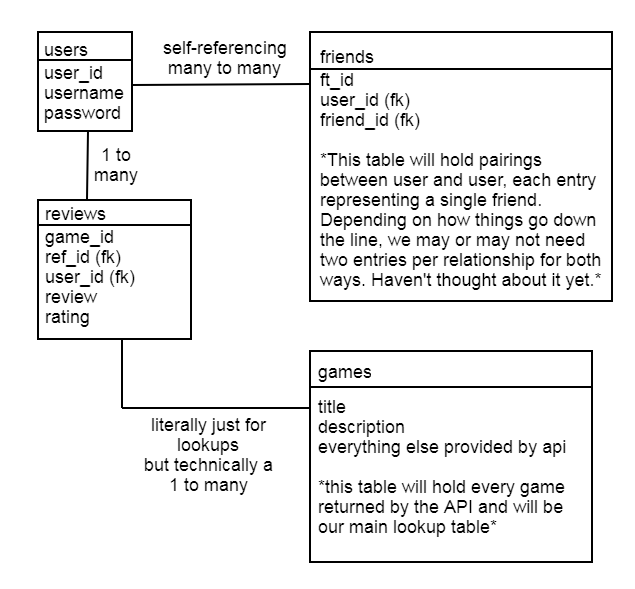 users
user_id
username
password
self-referencing
many to many
friends
ft_id
user_id (fk)
friend_id (fk)
*This table will hold pairings
between user and user, each entry
representing a single friend.
Depending on how things go down
the line, we may or may not need
two entries per relationship for both
ways. Haven't thought about it yet.*
1 to
many
reviews
game_id
ref_id (fk)
user_id (fk)
review
rating
literally just for
lookups
but technically a
1 to many
games
title
description
everything else provided by api
*this table will hold every game
returned by the API and will be
our main lookup table*